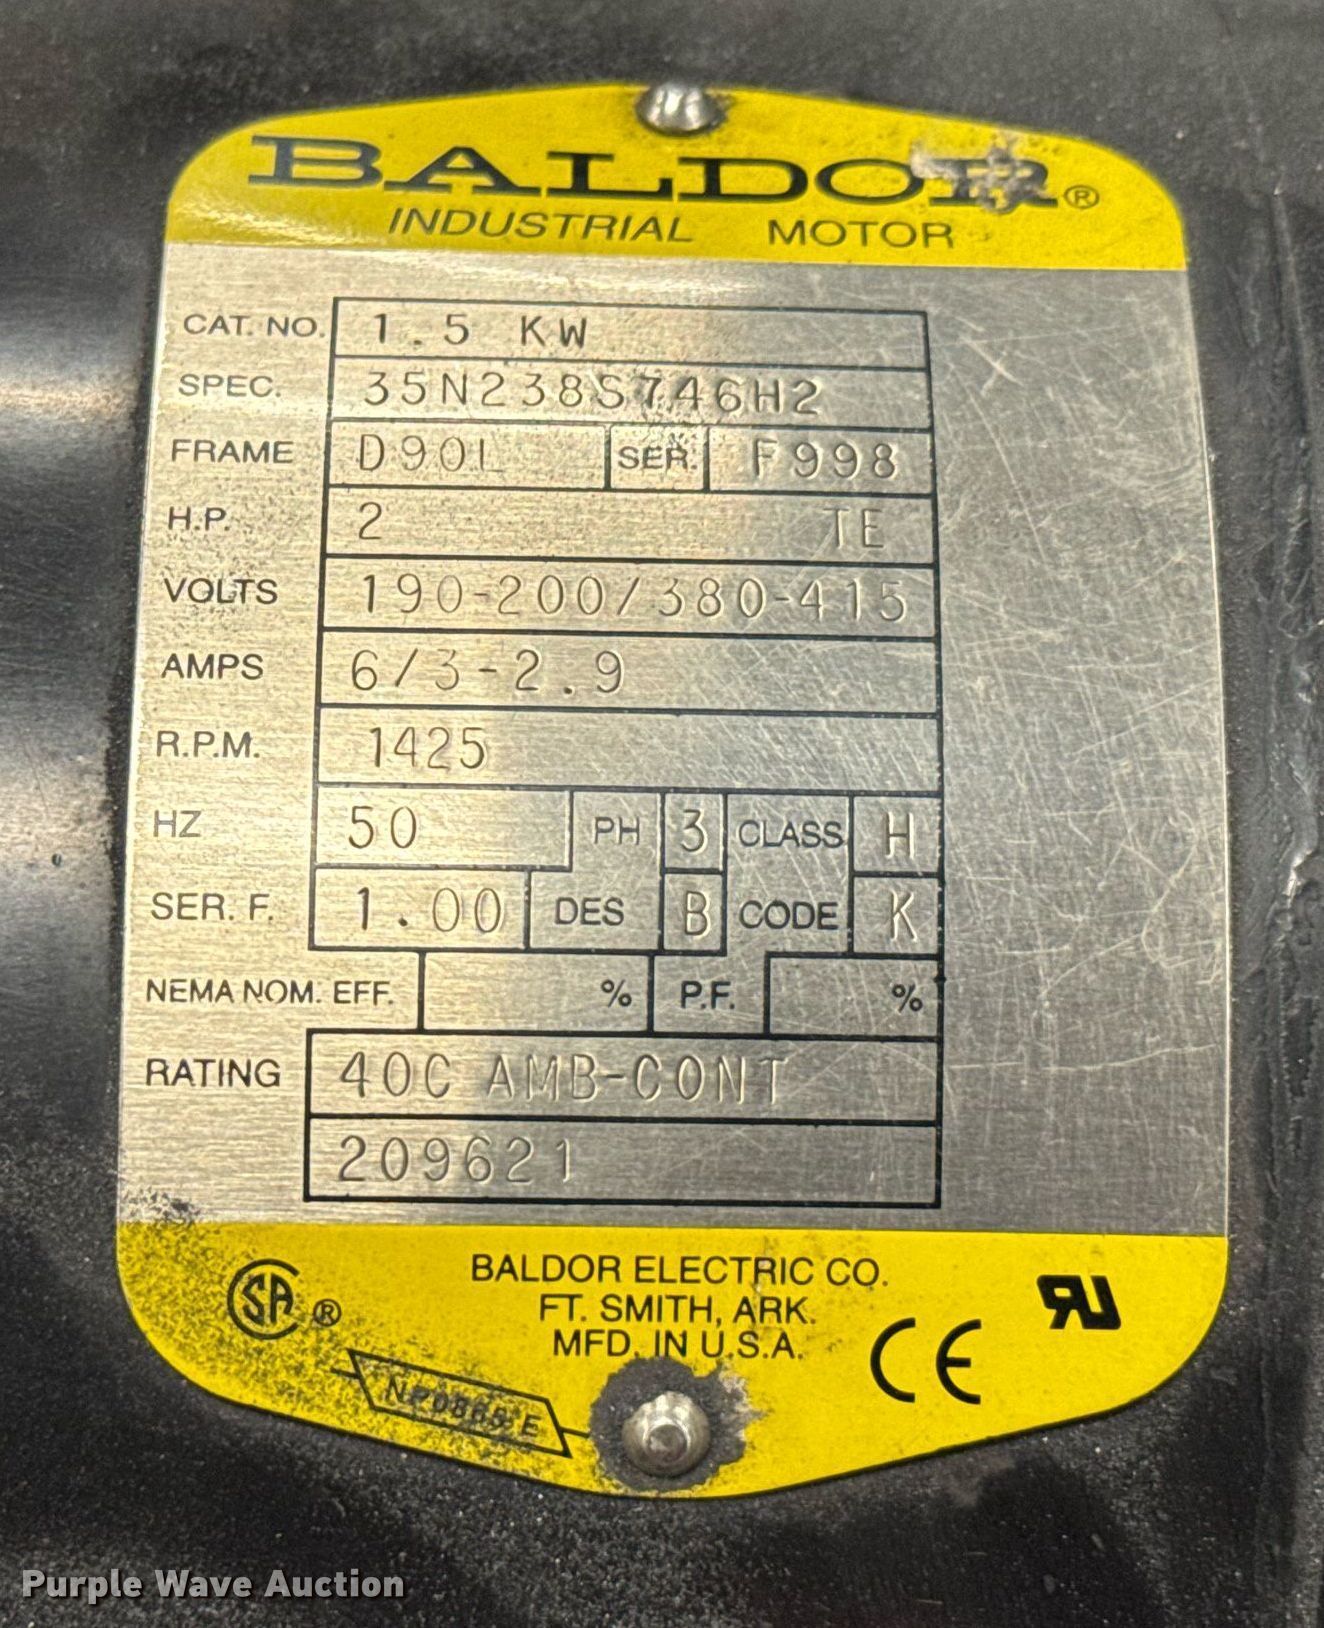 BALDOR ®
INDUSTRIAL MOTOR
CAT. NO. 1.5 KW
SPEC. 35N238S746H2
FRAME D90L SER. F998
H.P. 2 TE
VOLTS 190-200/380-415
AMPS 6/3-2.9
R.P.M. 1425
HZ 50 PH 3 CLASS H
SER. F. 1.00 DES B CODE K
NEMA NOM. EFF. % P.F. %
RATING 40C AMB-CONT
209621
BALDOR ELECTRIC CO.
FT. SMITH, ARK.
MFD. IN U.S.A.
SA ®
CE
RU
Purple Wave Auction